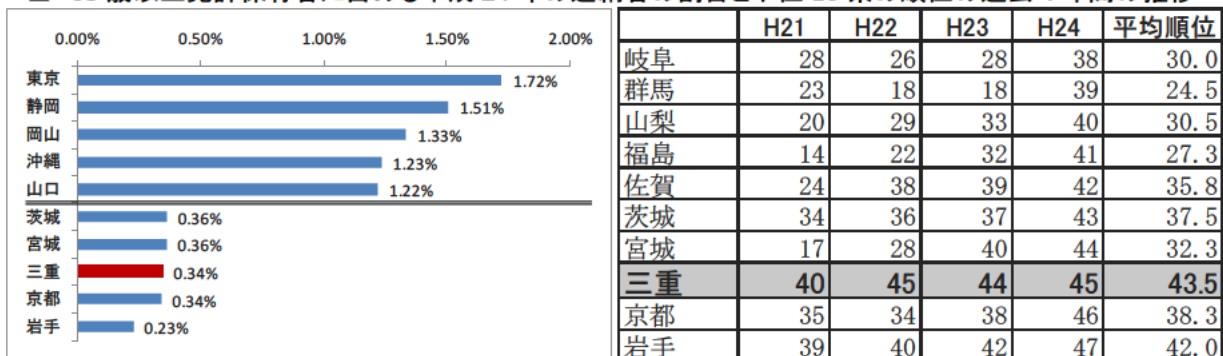 0.00% 0.50% 1.00% 1.50% 2.00%
東京 1.72%
静岡 1.51%
岡山 1.33%
沖縄 1.23%
山口 1.22%
茨城 0.36%
宮城 0.36%
三重 0.34%
京都 0.34%
岩手 0.23%
H21 H22 H23 H24 平均順位
岐阜 28 26 28 38 30.0
群馬 23 18 18 39 24.5
山梨 20 29 33 40 30.5
福島 14 22 32 41 27.3
佐賀 24 38 39 42 35.8
茨城 34 36 37 43 37.5
宮城 17 28 40 44 32.3
三重 40 45 44 45 43.5
京都 35 34 38 46 38.3
岩手 39 40 42 47 42.0